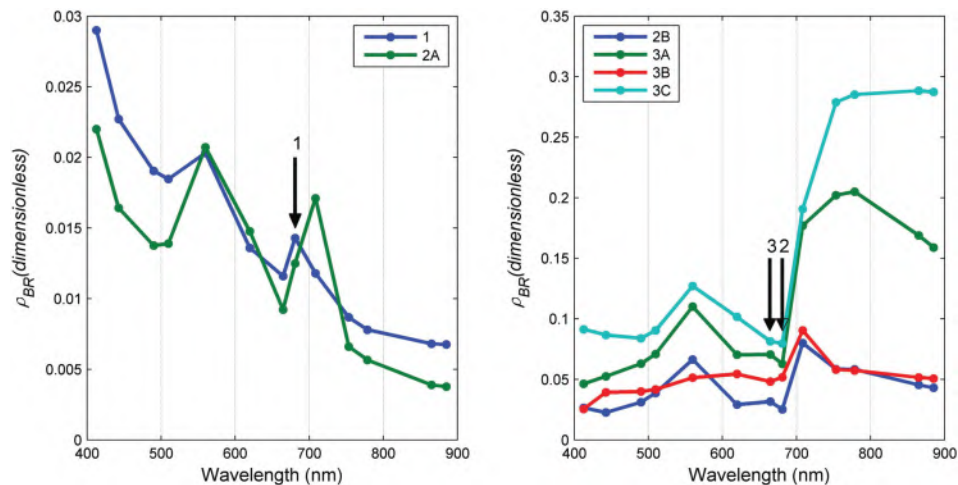 0.03
0.025
0.02
0.015
0.01
0.005
0
ρBR(dimensionless)
400 500 600 700 800 900
Wavelength (nm)
1
2A
1
0.35
0.3
0.25
0.2
0.15
0.1
0.05
0
ρBR(dimensionless)
400 500 600 700 800 900
Wavelength (nm)
2B
3A
3B
3C
3 2